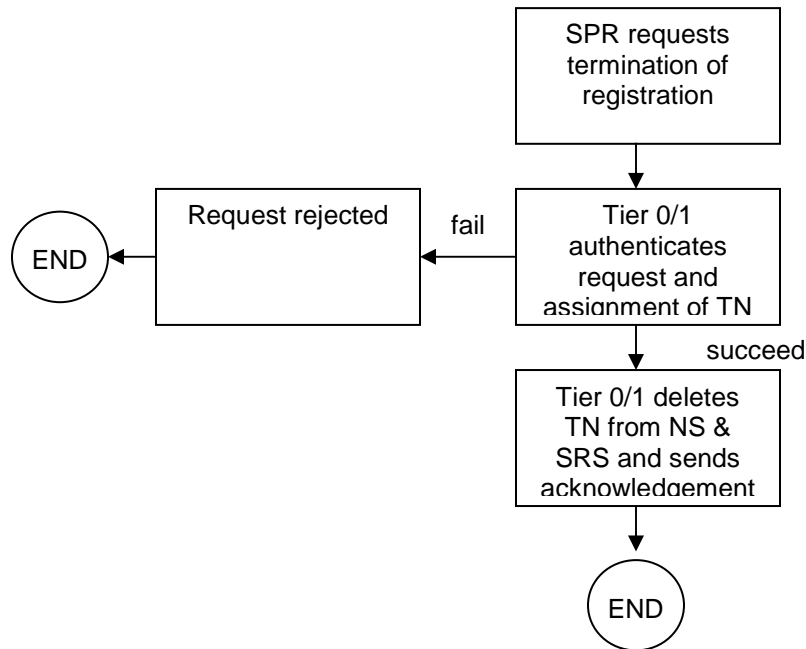 SPR requests
termination of
registration
Request rejected
fail
Tier 0/1
authenticates
request and
assignment of TN
END
succeed
Tier 0/1 deletes
TN from NS &
SRS and sends
acknowledgement
END